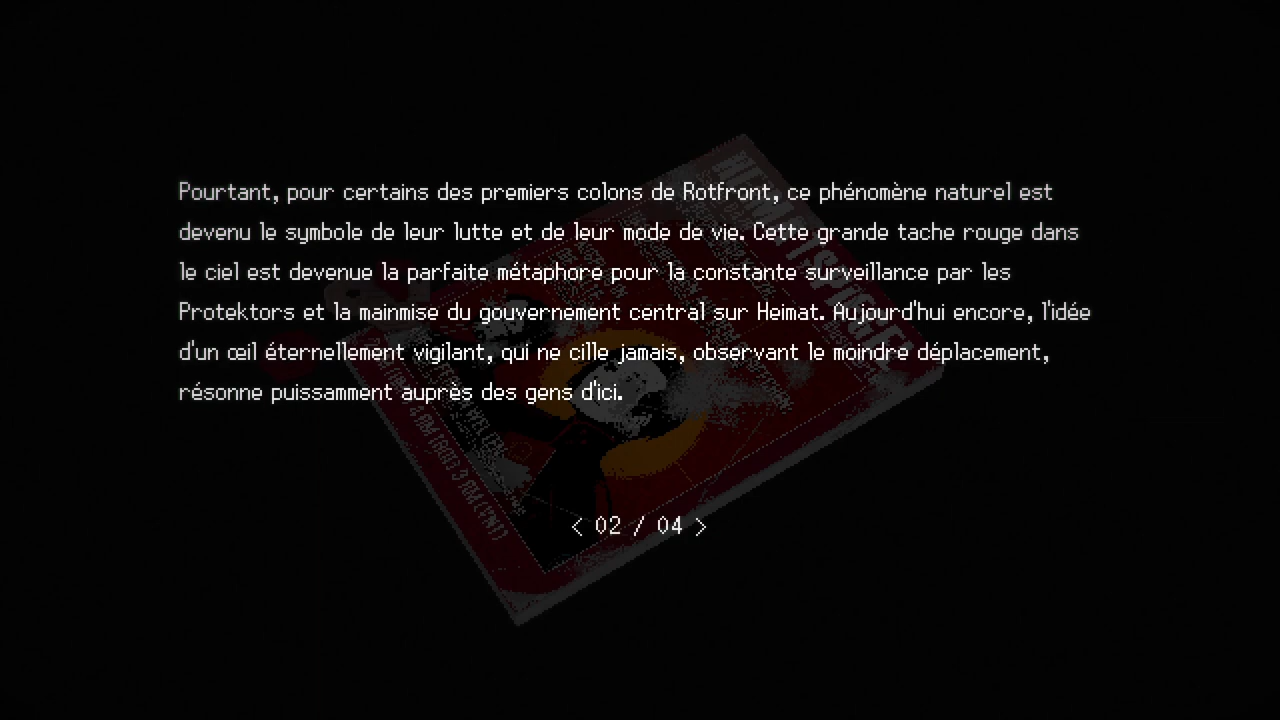 Pourtant, pour certains des premiers colons de Rotfront, ce phénomène naturel est
devenu le symbole de leur lutte et de leur mode de vie. Cette grande tache rouge dans
le ciel est devenue la parfaite métaphore pour la constante surveillance par les
Protektors et la mainmise du gouvernement central sur Heimat. Aujourd'hui encore, l'idée
d'un œil éternellement vigilant, qui ne cille jamais, observant le moindre déplacement,
résonne puissamment auprès des gens d'ici.
< 02 / 04 >